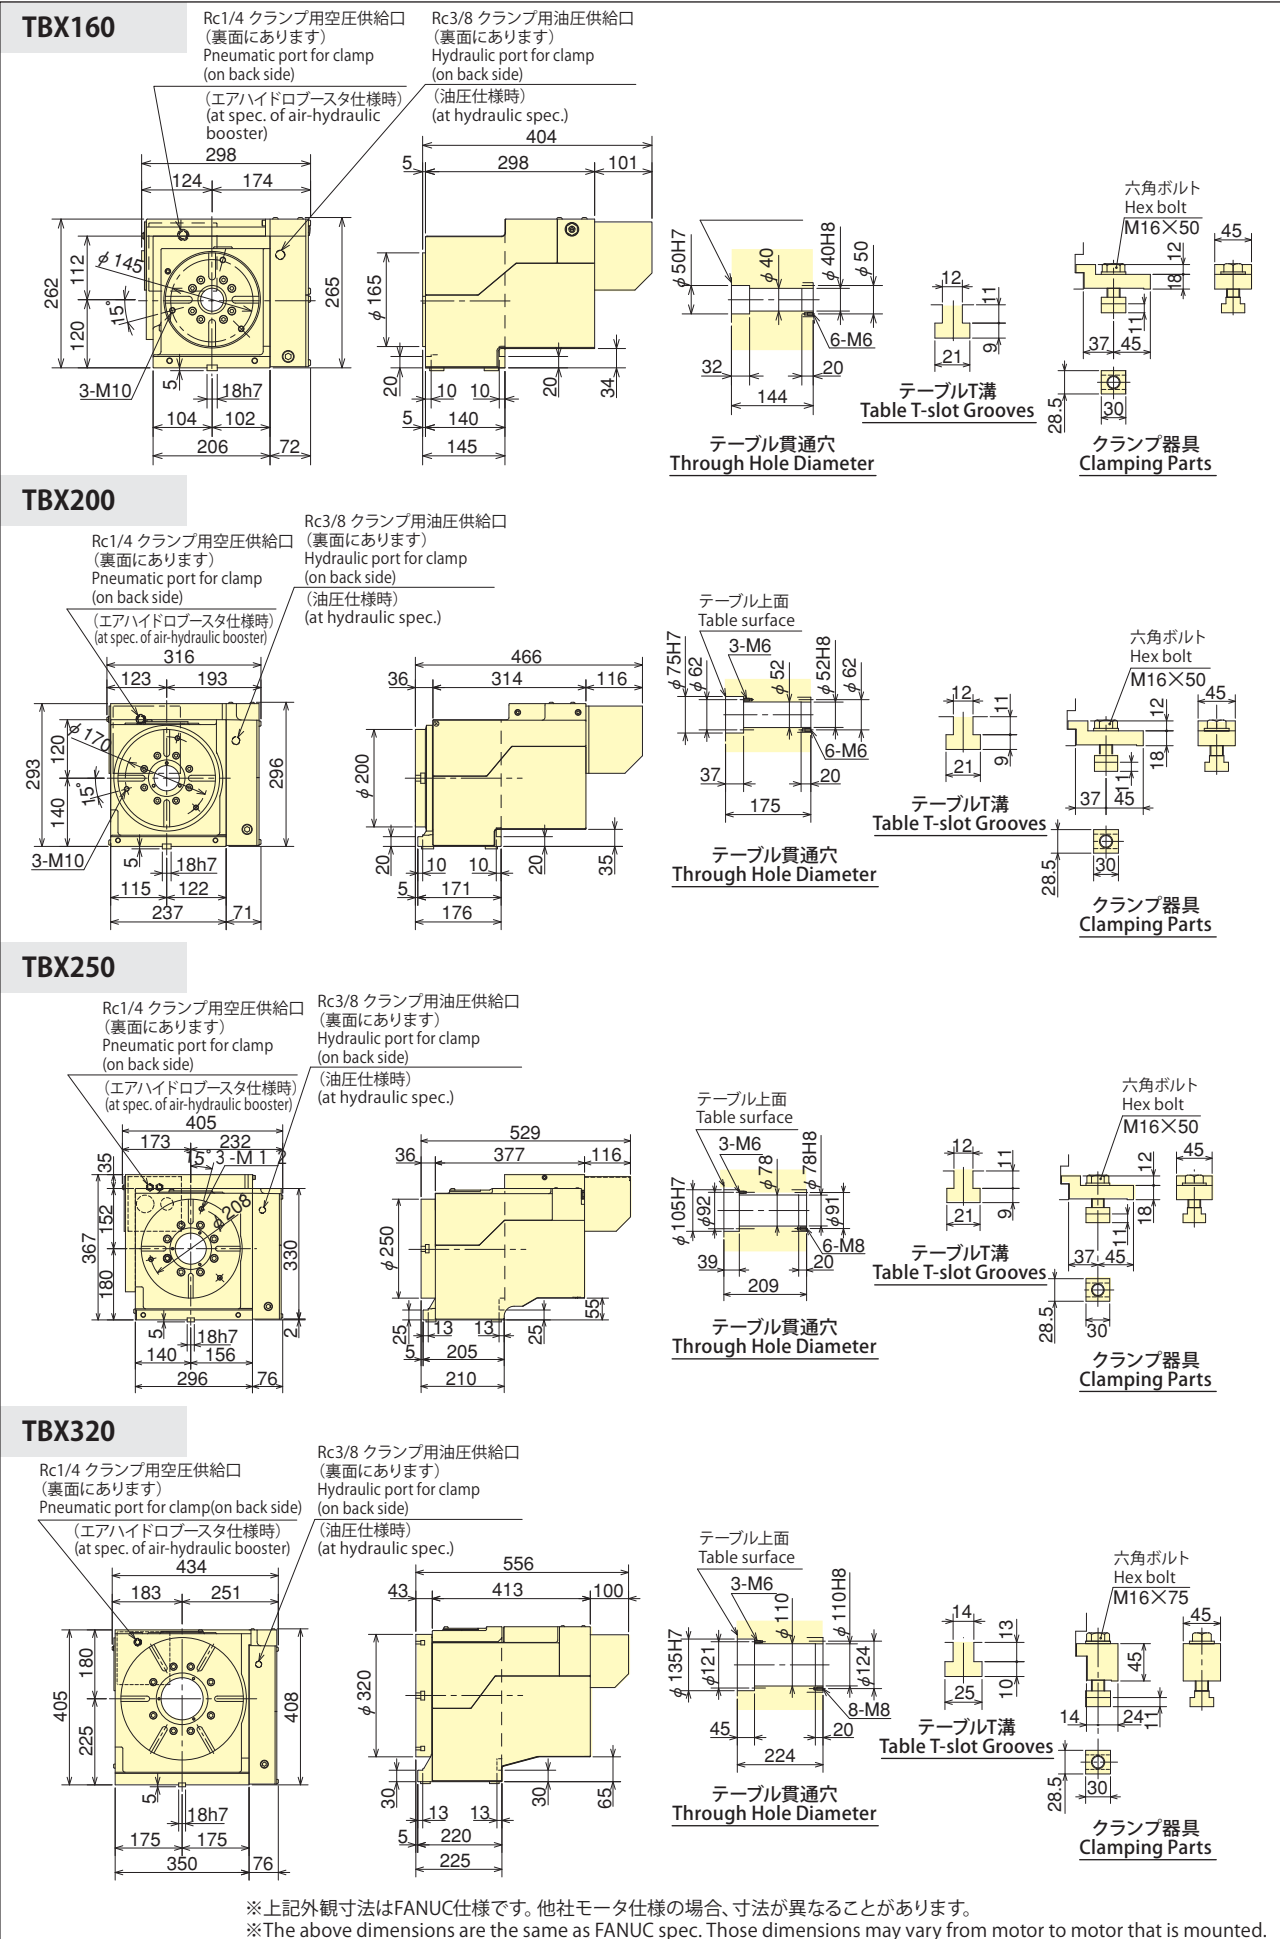 TBX160
Rc1/4 クランプ用空圧供給口
（裏面にあります）
Pneumatic port for clamp
(on back side)
（エアハイドロブースタ仕様時）
(at spec. of air-hydraulic
booster)
Rc3/8 クランプ用油圧供給口
（裏面にあります）
Hydraulic port for clamp
(on back side)
（油圧仕様時）
(at hydraulic spec.)
298
124 174
262
112
120
φ145
15°
265
3-M10
5
18h7
104 102
206 72
404
5 298 101
φ165
20
10 10
20
34
5 140
145
φ50H7
φ40
φ40H8
φ50
6-M6
32 20
144
テーブル貫通穴
Through Hole Diameter
12
11
9
21
テーブルT溝
Table T-slot Grooves
六角ボルト
Hex bolt
M16×50
12
18
11
37 45
45
28.5
30
クランプ器具
Clamping Parts
TBX200
Rc1/4 クランプ用空圧供給口
（裏面にあります）
Pneumatic port for clamp
(on back side)
（エアハイドロブースタ仕様時）
(at spec. of air-hydraulic booster)
Rc3/8 クランプ用油圧供給口
（裏面にあります）
Hydraulic port for clamp
(on back side)
（油圧仕様時）
(at hydraulic spec.)
316
123 193
293
120
140
φ170
15°
296
3-M10
5
18h7
115 122
237 71
466
36 314 116
φ200
20
10 10
20
35
5 171
176
テーブル上面
Table surface
3-M6
φ75H7
φ62
φ52
φ52H8
φ62
6-M6
37 20
175
テーブル貫通穴
Through Hole Diameter
12
11
9
21
テーブルT溝
Table T-slot Grooves
六角ボルト
Hex bolt
M16×50
12
18
11
37 45
45
28.5
30
クランプ器具
Clamping Parts
TBX250
Rc1/4 クランプ用空圧供給口
（裏面にあります）
Pneumatic port for clamp
(on back side)
（エアハイドロブースタ仕様時）
(at spec. of air-hydraulic booster)
Rc3/8 クランプ用油圧供給口
（裏面にあります）
Hydraulic port for clamp
(on back side)
（油圧仕様時）
(at hydraulic spec.)
405
173 232
15° 3-M12
35
152
367
180
φ208
330
2
5
18h7
140 156
296 76
529
36 377 116
φ250
25
13 13
25
55
5 205
210
テーブル上面
Table surface
3-M6
φ105H7
φ92
φ78
φ78H8
φ91
6-M8
39 20
209
テーブル貫通穴
Through Hole Diameter
12
11
9
21
テーブルT溝
Table T-slot Grooves
六角ボルト
Hex bolt
M16×50
12
18
11
37 45
45
28.5
30
クランプ器具
Clamping Parts
TBX320
Rc1/4 クランプ用空圧供給口
（裏面にあります）
Pneumatic port for clamp(on back side)
（エアハイドロブースタ仕様時）
(at spec. of air-hydraulic booster)
Rc3/8 クランプ用油圧供給口
（裏面にあります）
Hydraulic port for clamp
(on back side)
（油圧仕様時）
(at hydraulic spec.)
434
183 251
405
180
225
408
5
18h7
175 175
350 76
556
43 413 100
φ320
30
13 13
30
65
5 220
225
テーブル上面
Table surface
3-M6
φ135H7
φ121
φ110
φ110H8
φ124
8-M8
45 20
224
テーブル貫通穴
Through Hole Diameter
14
13
10
25
テーブルT溝
Table T-slot Grooves
六角ボルト
Hex bolt
M16×75
45
45
14 24
11
28.5
30
クランプ器具
Clamping Parts
※上記外観寸法はFANUC仕様です。他社モータ仕様の場合、寸法が異なることがあります。
※The above dimensions are the same as FANUC spec. Those dimensions may vary from motor to motor that is mounted.